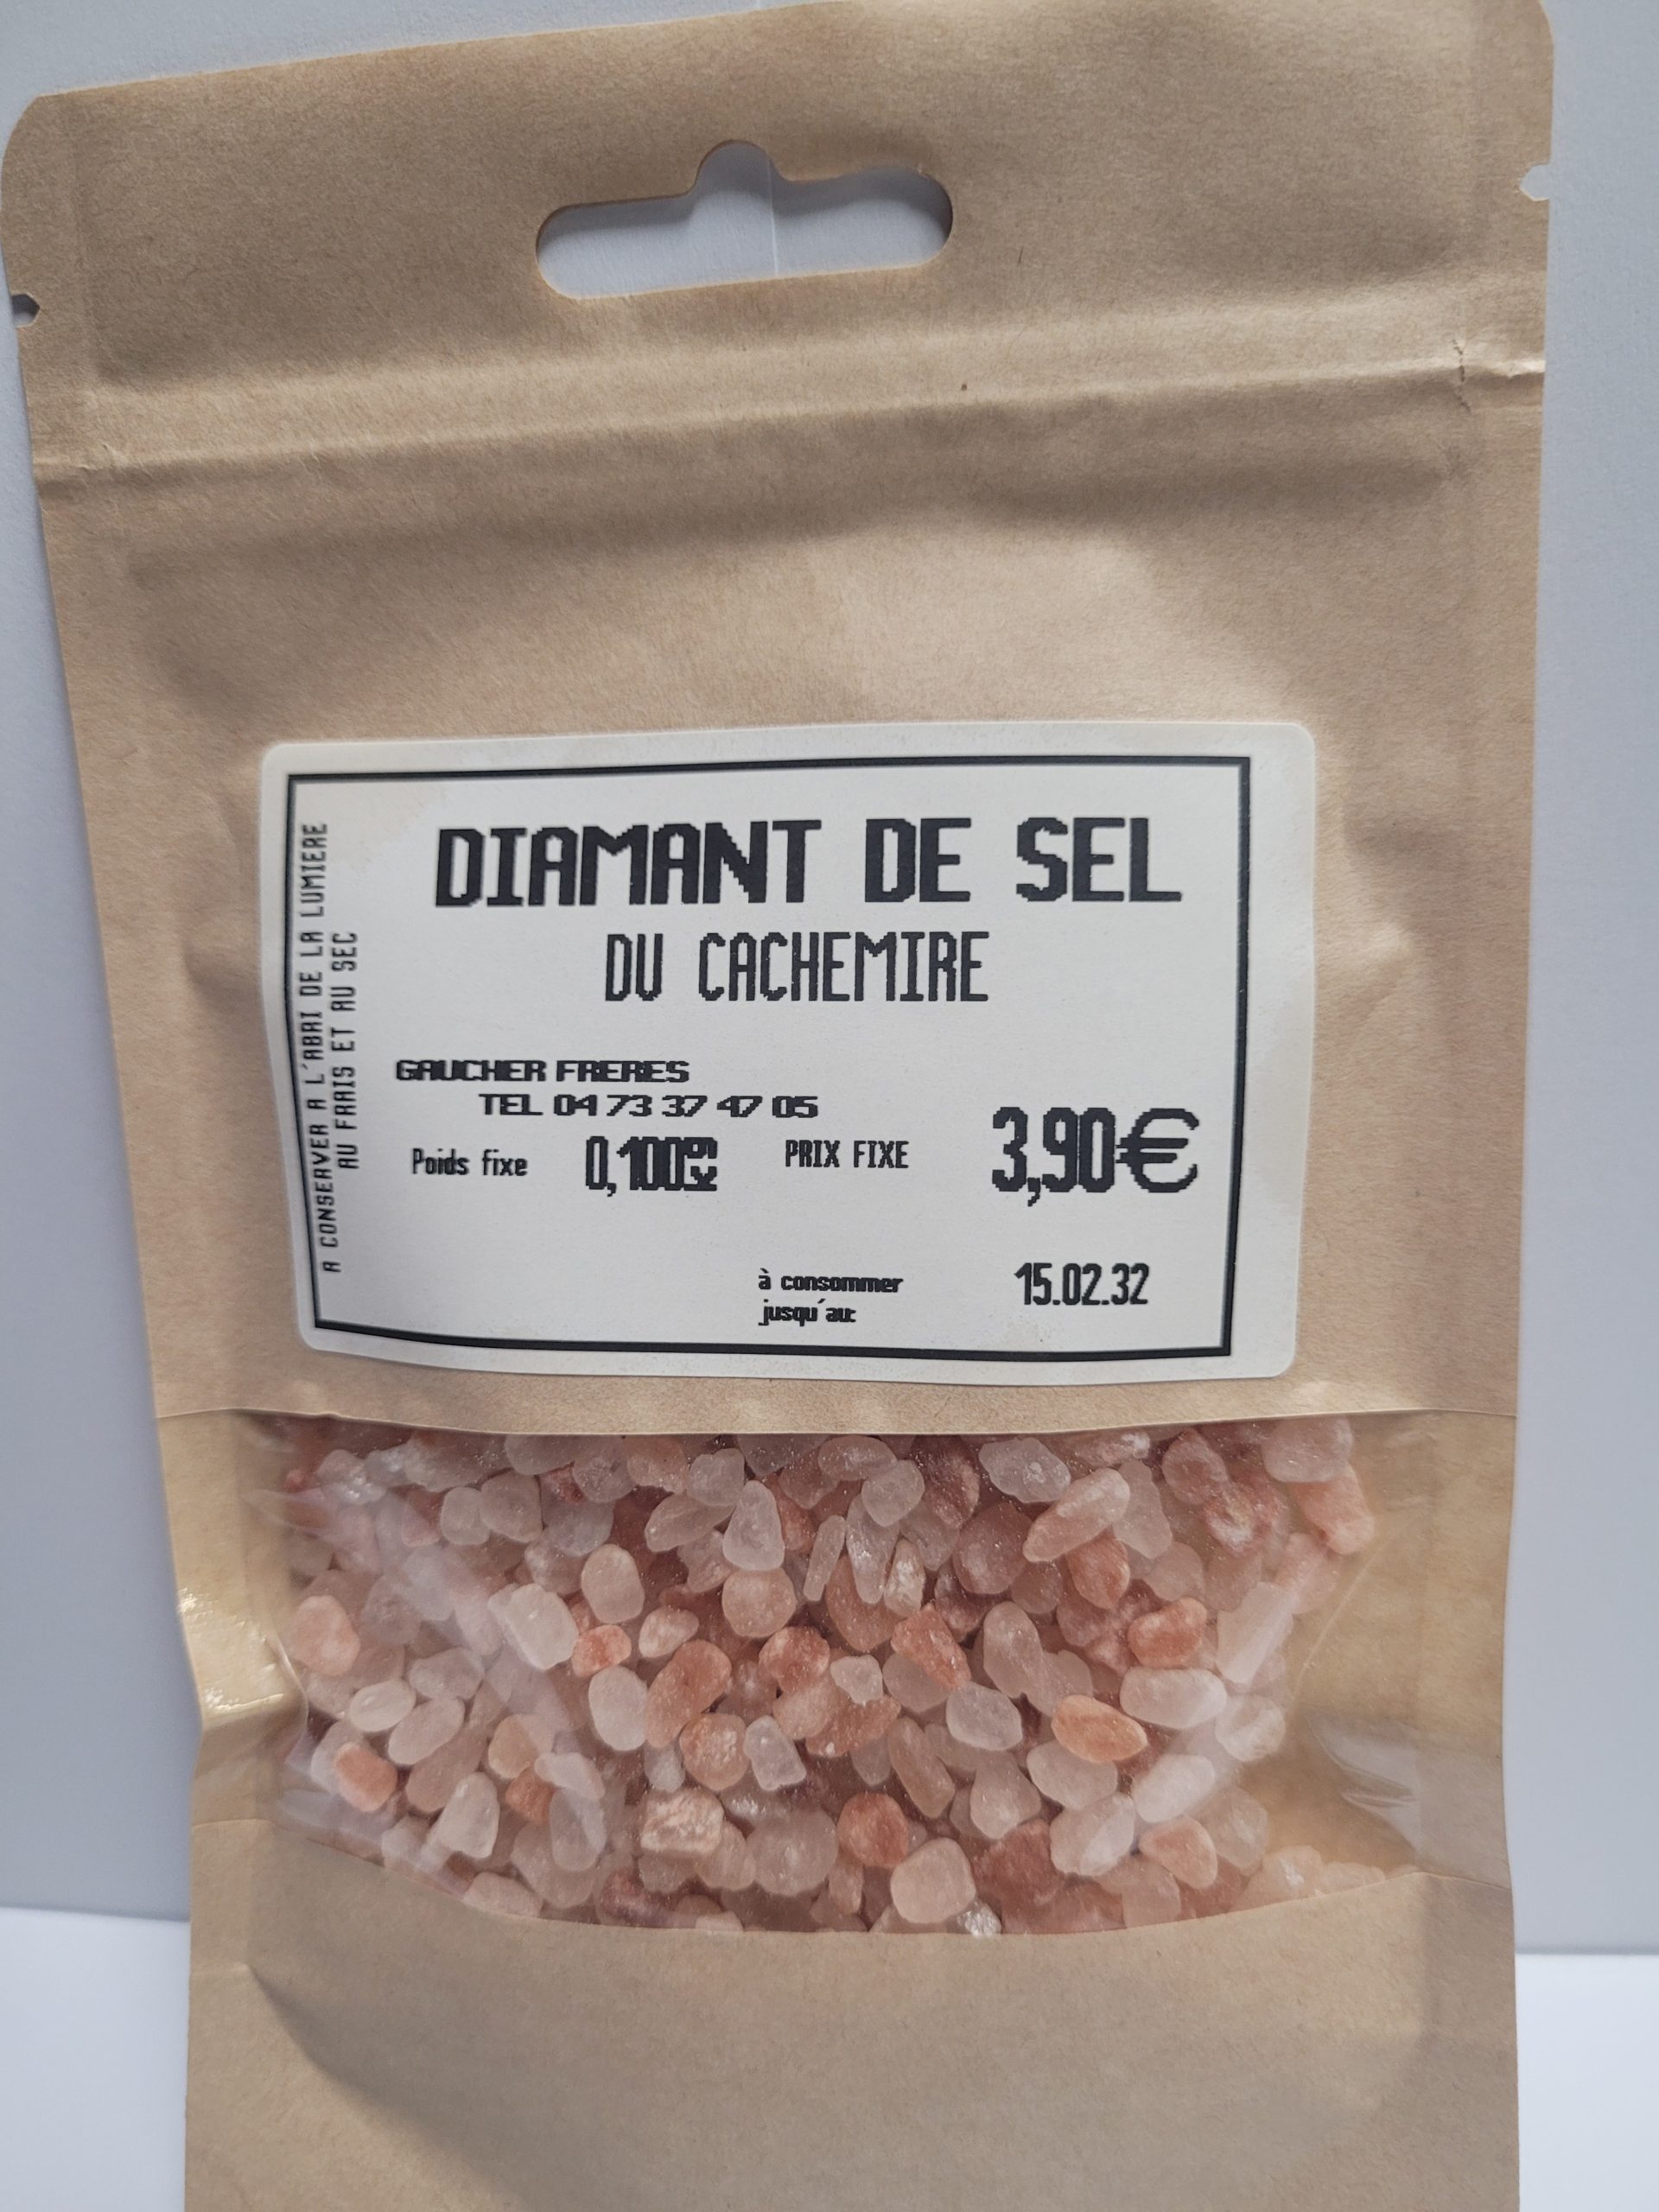 DIAMANT DE SEL
DU CACHEMIRE
GAUCHER FRERES
TEL 04 73 37 47 05
Poids fixe 0,100 PRIX FIXE 3,90€
à consommer 15.02.32
jusqu'au:
A CONSERVER A L'ABRI DE LA LUMIERE
AU FRAIS ET AU SEC